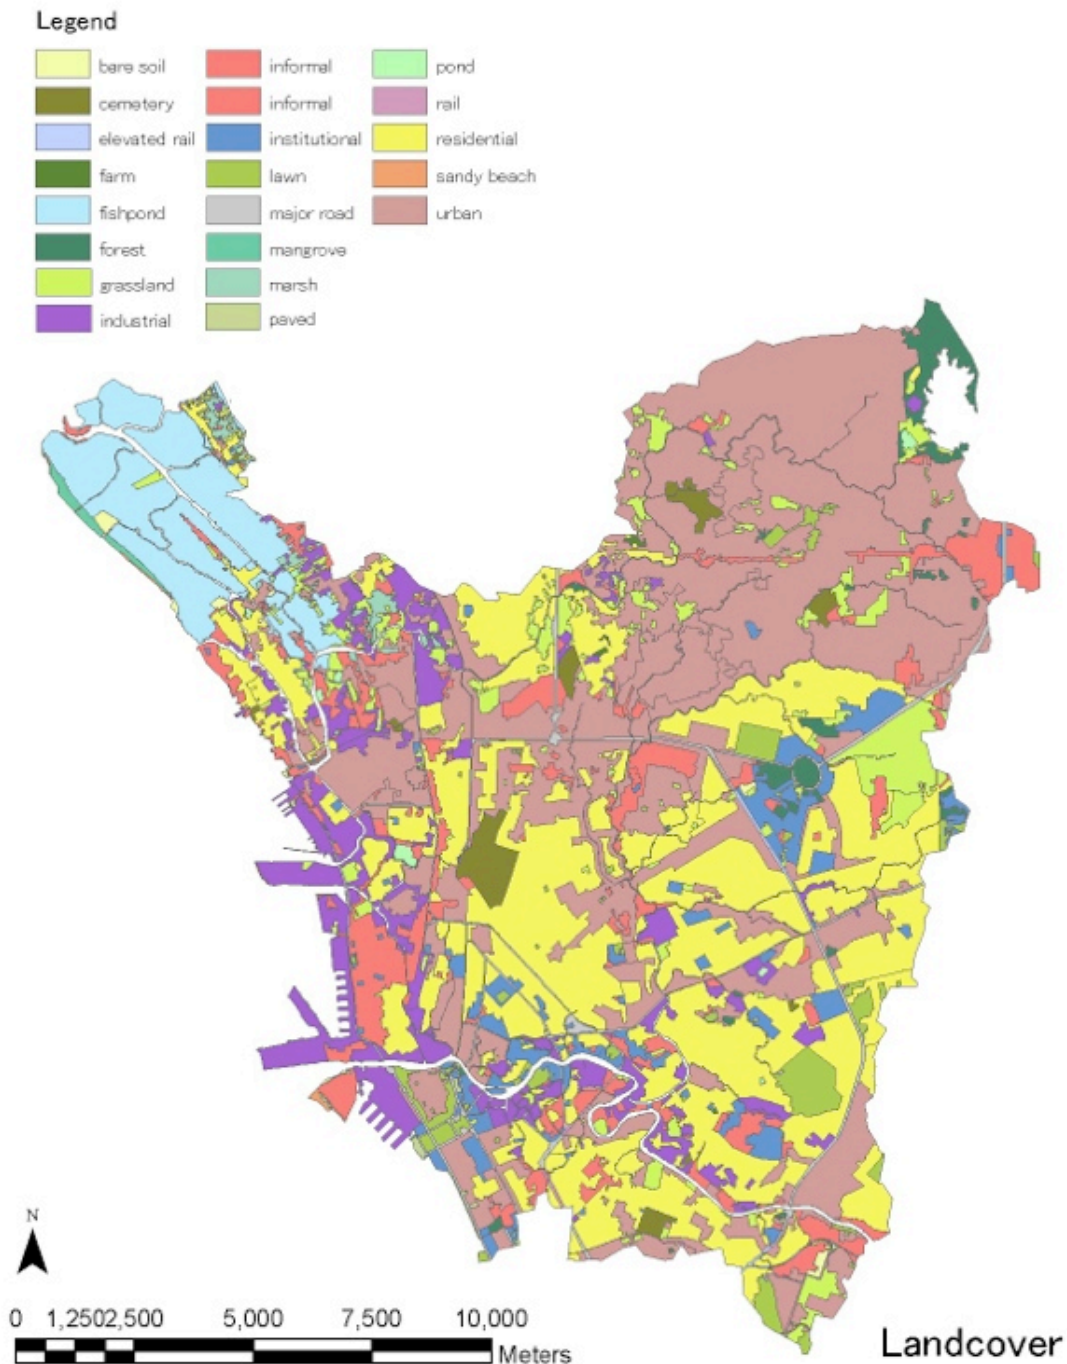 Legend
bare soil
cemetery
elevated rail
farm
fishpond
forest
grassland
industrial
informal
informal
institutional
lawn
major road
mangrove
marsh
paved
pond
rail
residential
sandy beach
urban
N
0 1,2502,500 5,000 7,500 10,000
Meters
Landcover